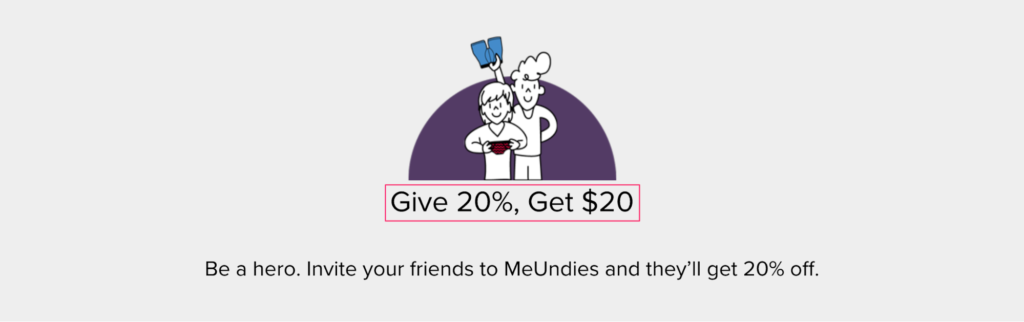 Give 20%, Get $20
Be a hero. Invite your friends to MeUndies and they’ll get 20% off.